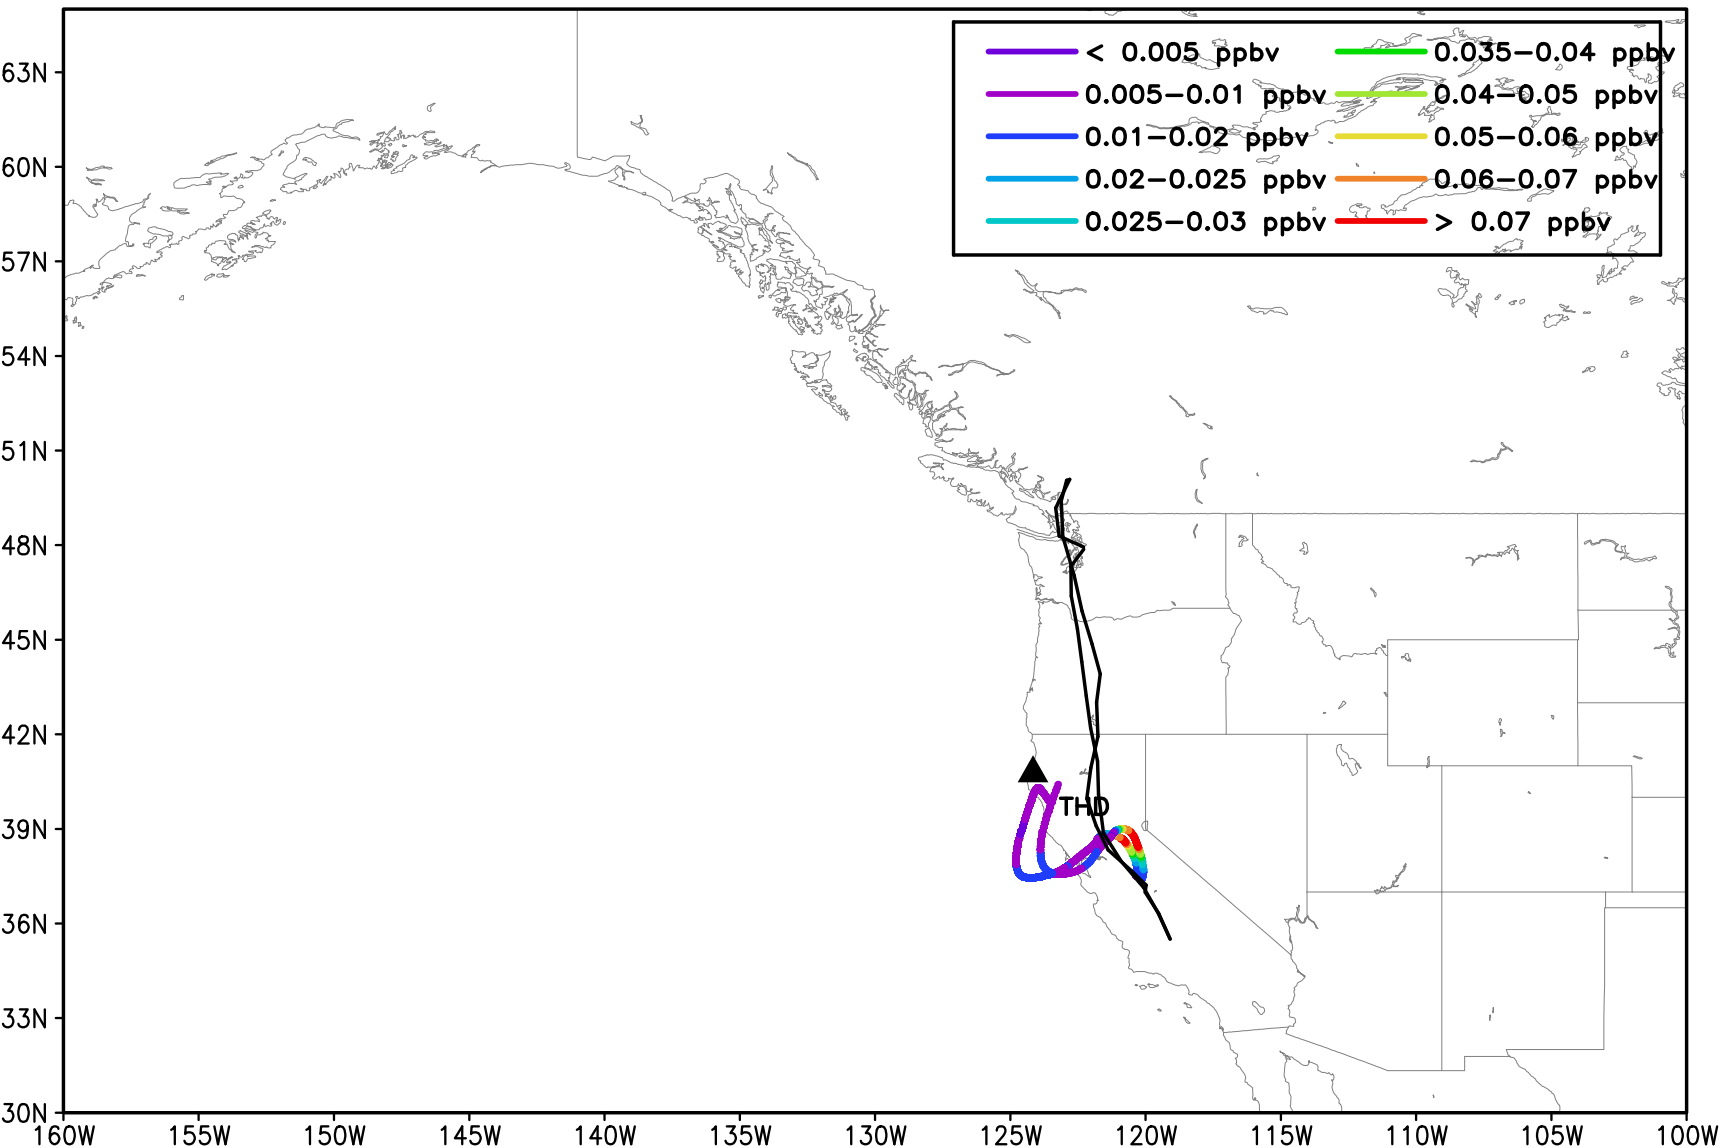 < 0.005 ppbv
0.005−0.01 ppbv
0.01−0.02 ppbv
0.02−0.025 ppbv
0.025−0.03 ppbv
0.035−0.04 ppbv
0.04−0.05 ppbv
0.05−0.06 ppbv
0.06−0.07 ppbv
> 0.07 ppbv
63N
60N
57N
54N
51N
48N
45N
42N
39N
36N
33N
30N
THD
160W 155W 150W 145W 140W 135W 130W 125W 120W 115W 110W 105W 100W